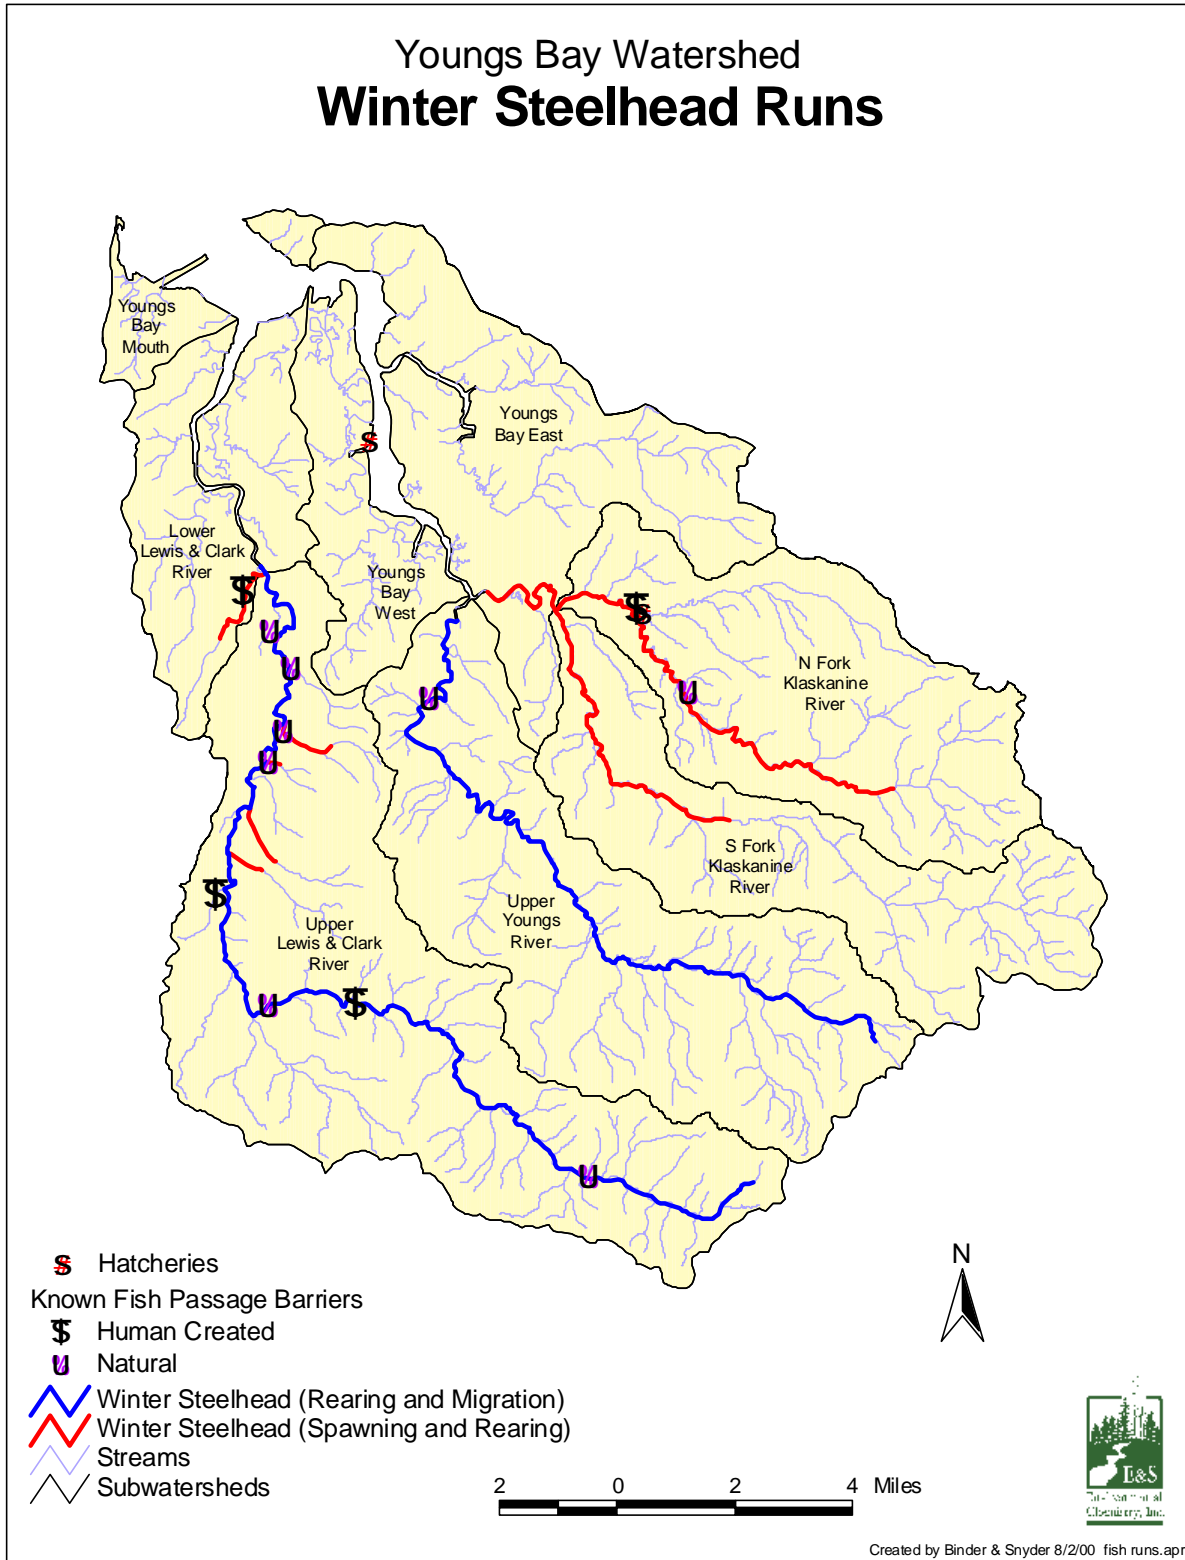 Youngs Bay Watershed
Winter Steelhead Runs
Youngs
Bay
Mouth
Youngs
Bay East
Lower
Lewis & Clark
River
Youngs
Bay
West
N Fork
Klaskanine
River
S Fork
Klaskanine
River
Upper
Youngs
River
Upper
Lewis & Clark
River
Hatcheries
Known Fish Passage Barriers
Human Created
Natural
Winter Steelhead (Rearing and Migration)
Winter Steelhead (Spawning and Rearing)
Streams
Subwatersheds
N
2 0 2 4 Miles
E&S
Chemistry, Inc.
Created by Binder & Snyder 8/2/00 fish runs.apr